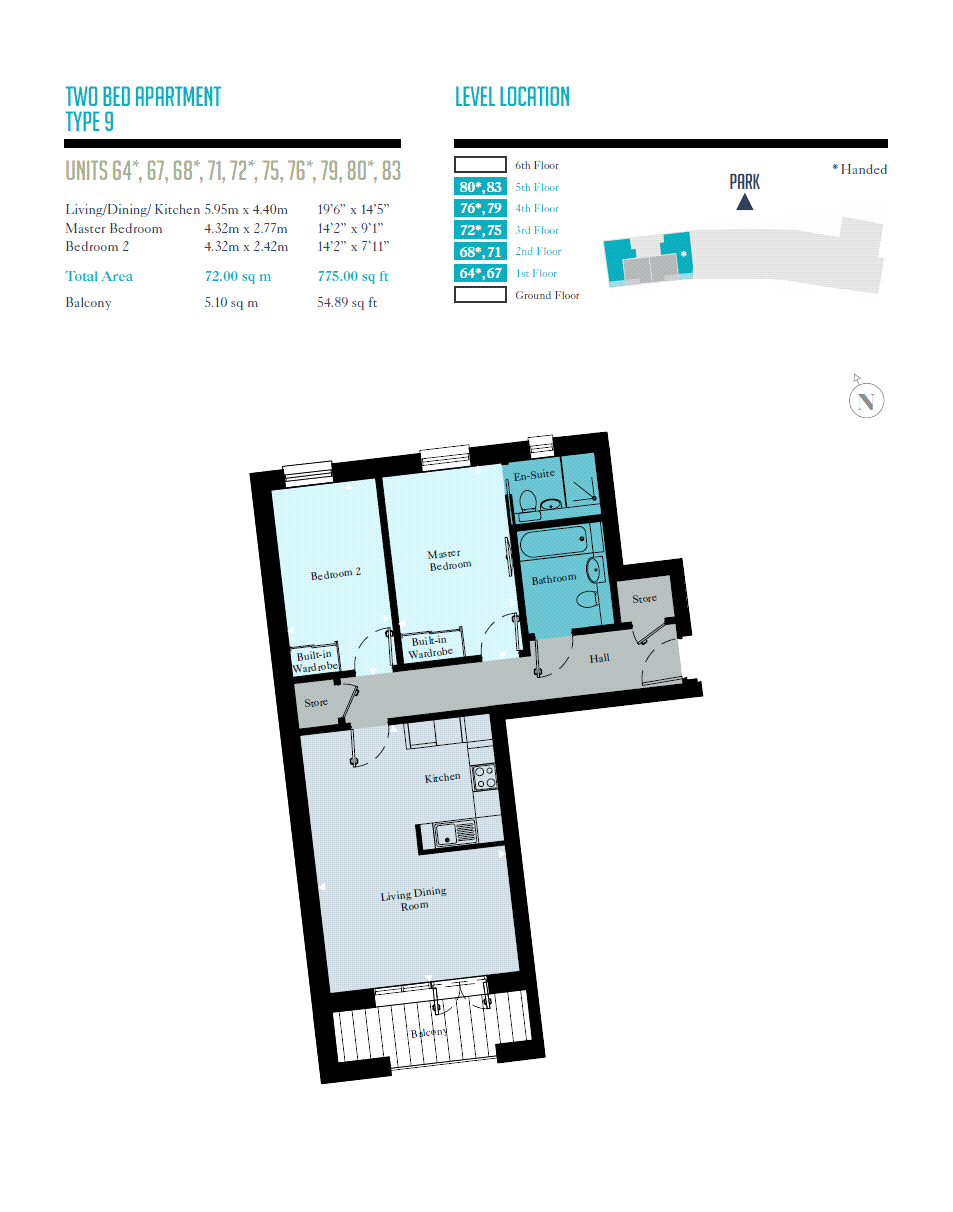 TWO BED APARTMENT
TYPE 9
UNITS 64*, 67, 68*, 71, 72*, 75, 76*, 79, 80*, 83
Living/Dining/ Kitchen 5.95m x 4.40m 19’6” x 14’5”
Master Bedroom 4.32m x 2.77m 14’2” x 9’1”
Bedroom 2 4.32m x 2.42m 14’2” x 7’11”
Total Area 72.00 sq m 775.00 sq ft
Balcony 5.10 sq m 54.89 sq ft
LEVEL LOCATION
6th Floor
80*,83 5th Floor
76*,79 4th Floor
72*,75 3rd Floor
68*,71 2nd Floor
64*,67 1st Floor
Ground Floor
*Handed
PARK
*
N
En-Suite
Master
Bedroom
Bedroom 2
Bathroom
Store
Built-in
Wardrobe
Built-in
Wardrobe
Hall
Store
Kitchen
Living Dining
Room
Balcony